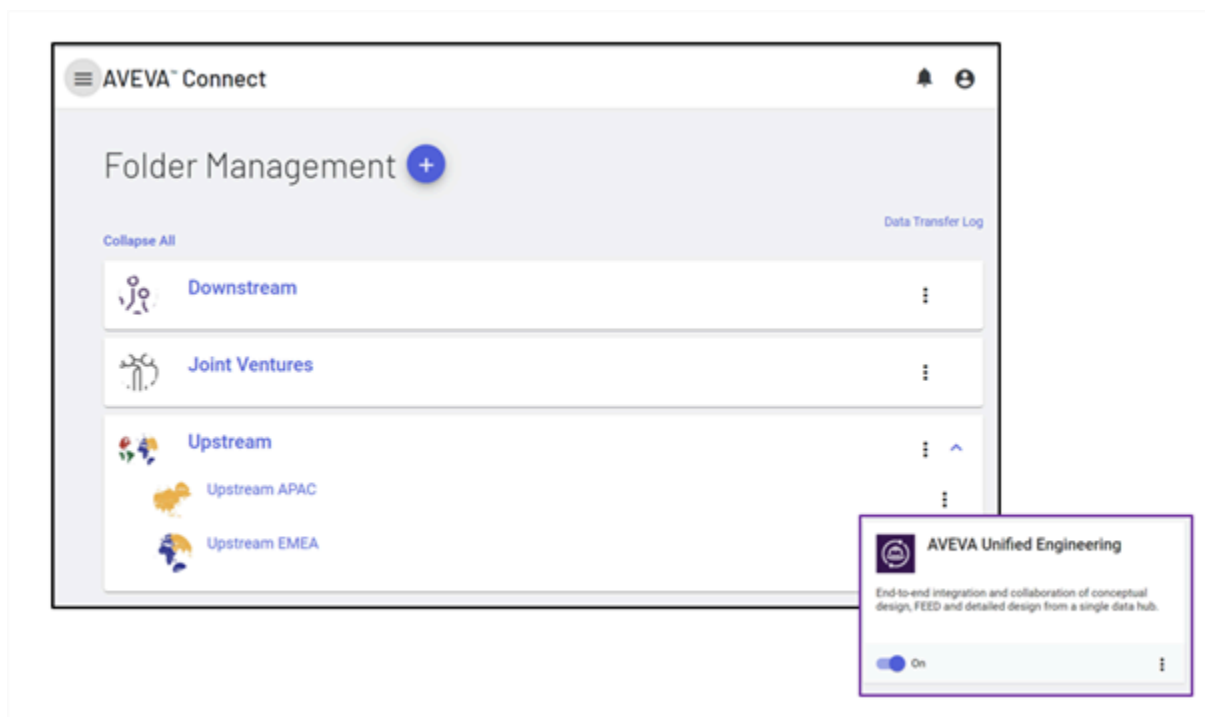 AVEVA™ Connect
Folder Management +
Data Transfer Log
Collapse All
Downstream
Joint Ventures
Upstream
Upstream APAC
Upstream EMEA
AVEVA Unified Engineering
End-to-end integration and collaboration of conceptual
design, FEED and detailed design from a single data hub.
On